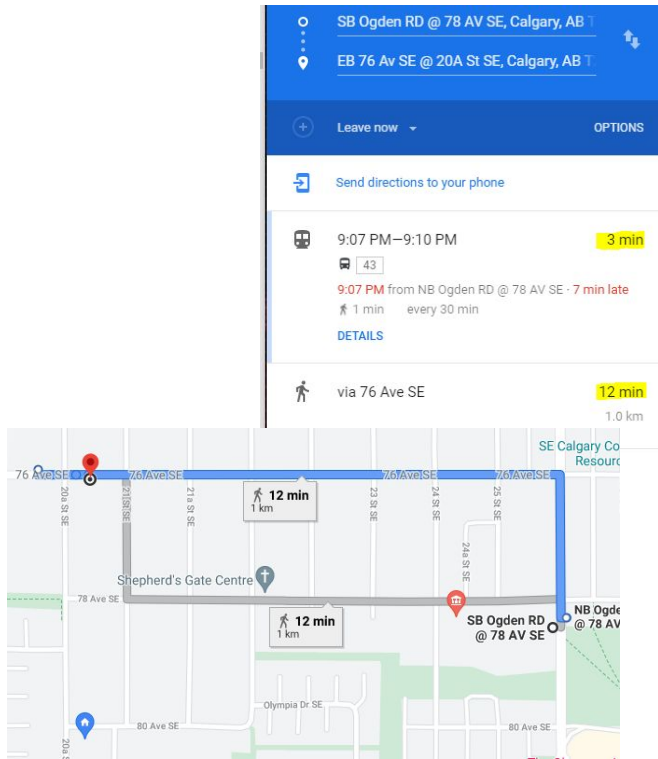 SB Ogden RD @ 78 AV SE, Calgary, AB T
EB 76 Av SE @ 20A St SE, Calgary, AB T
Leave now
OPTIONS
Send directions to your phone
9:07 PM—9:10 PM
3 min
43
9:07 PM from NB Ogden RD @ 78 AV SE · 7 min late
1 min every 30 min
DETAILS
via 76 Ave SE
12 min
1.0 km
SE Calgary Co
Resourc
76 Ave SE
76 Ave SE
76 Ave SE
76 Ave SE
20a St SE
21 St SE
21a St SE
12 min
1 km
23 St SE
24 St SE
25 St SE
24a St SE
Shepherd's Gate Centre
78 Ave SE
12 min
1 km
SB Ogden RD
@ 78 AV SE
NB Ogde
@ 78 AV
Olympia Dr SE
80 Ave SE
80 Ave SE
20a